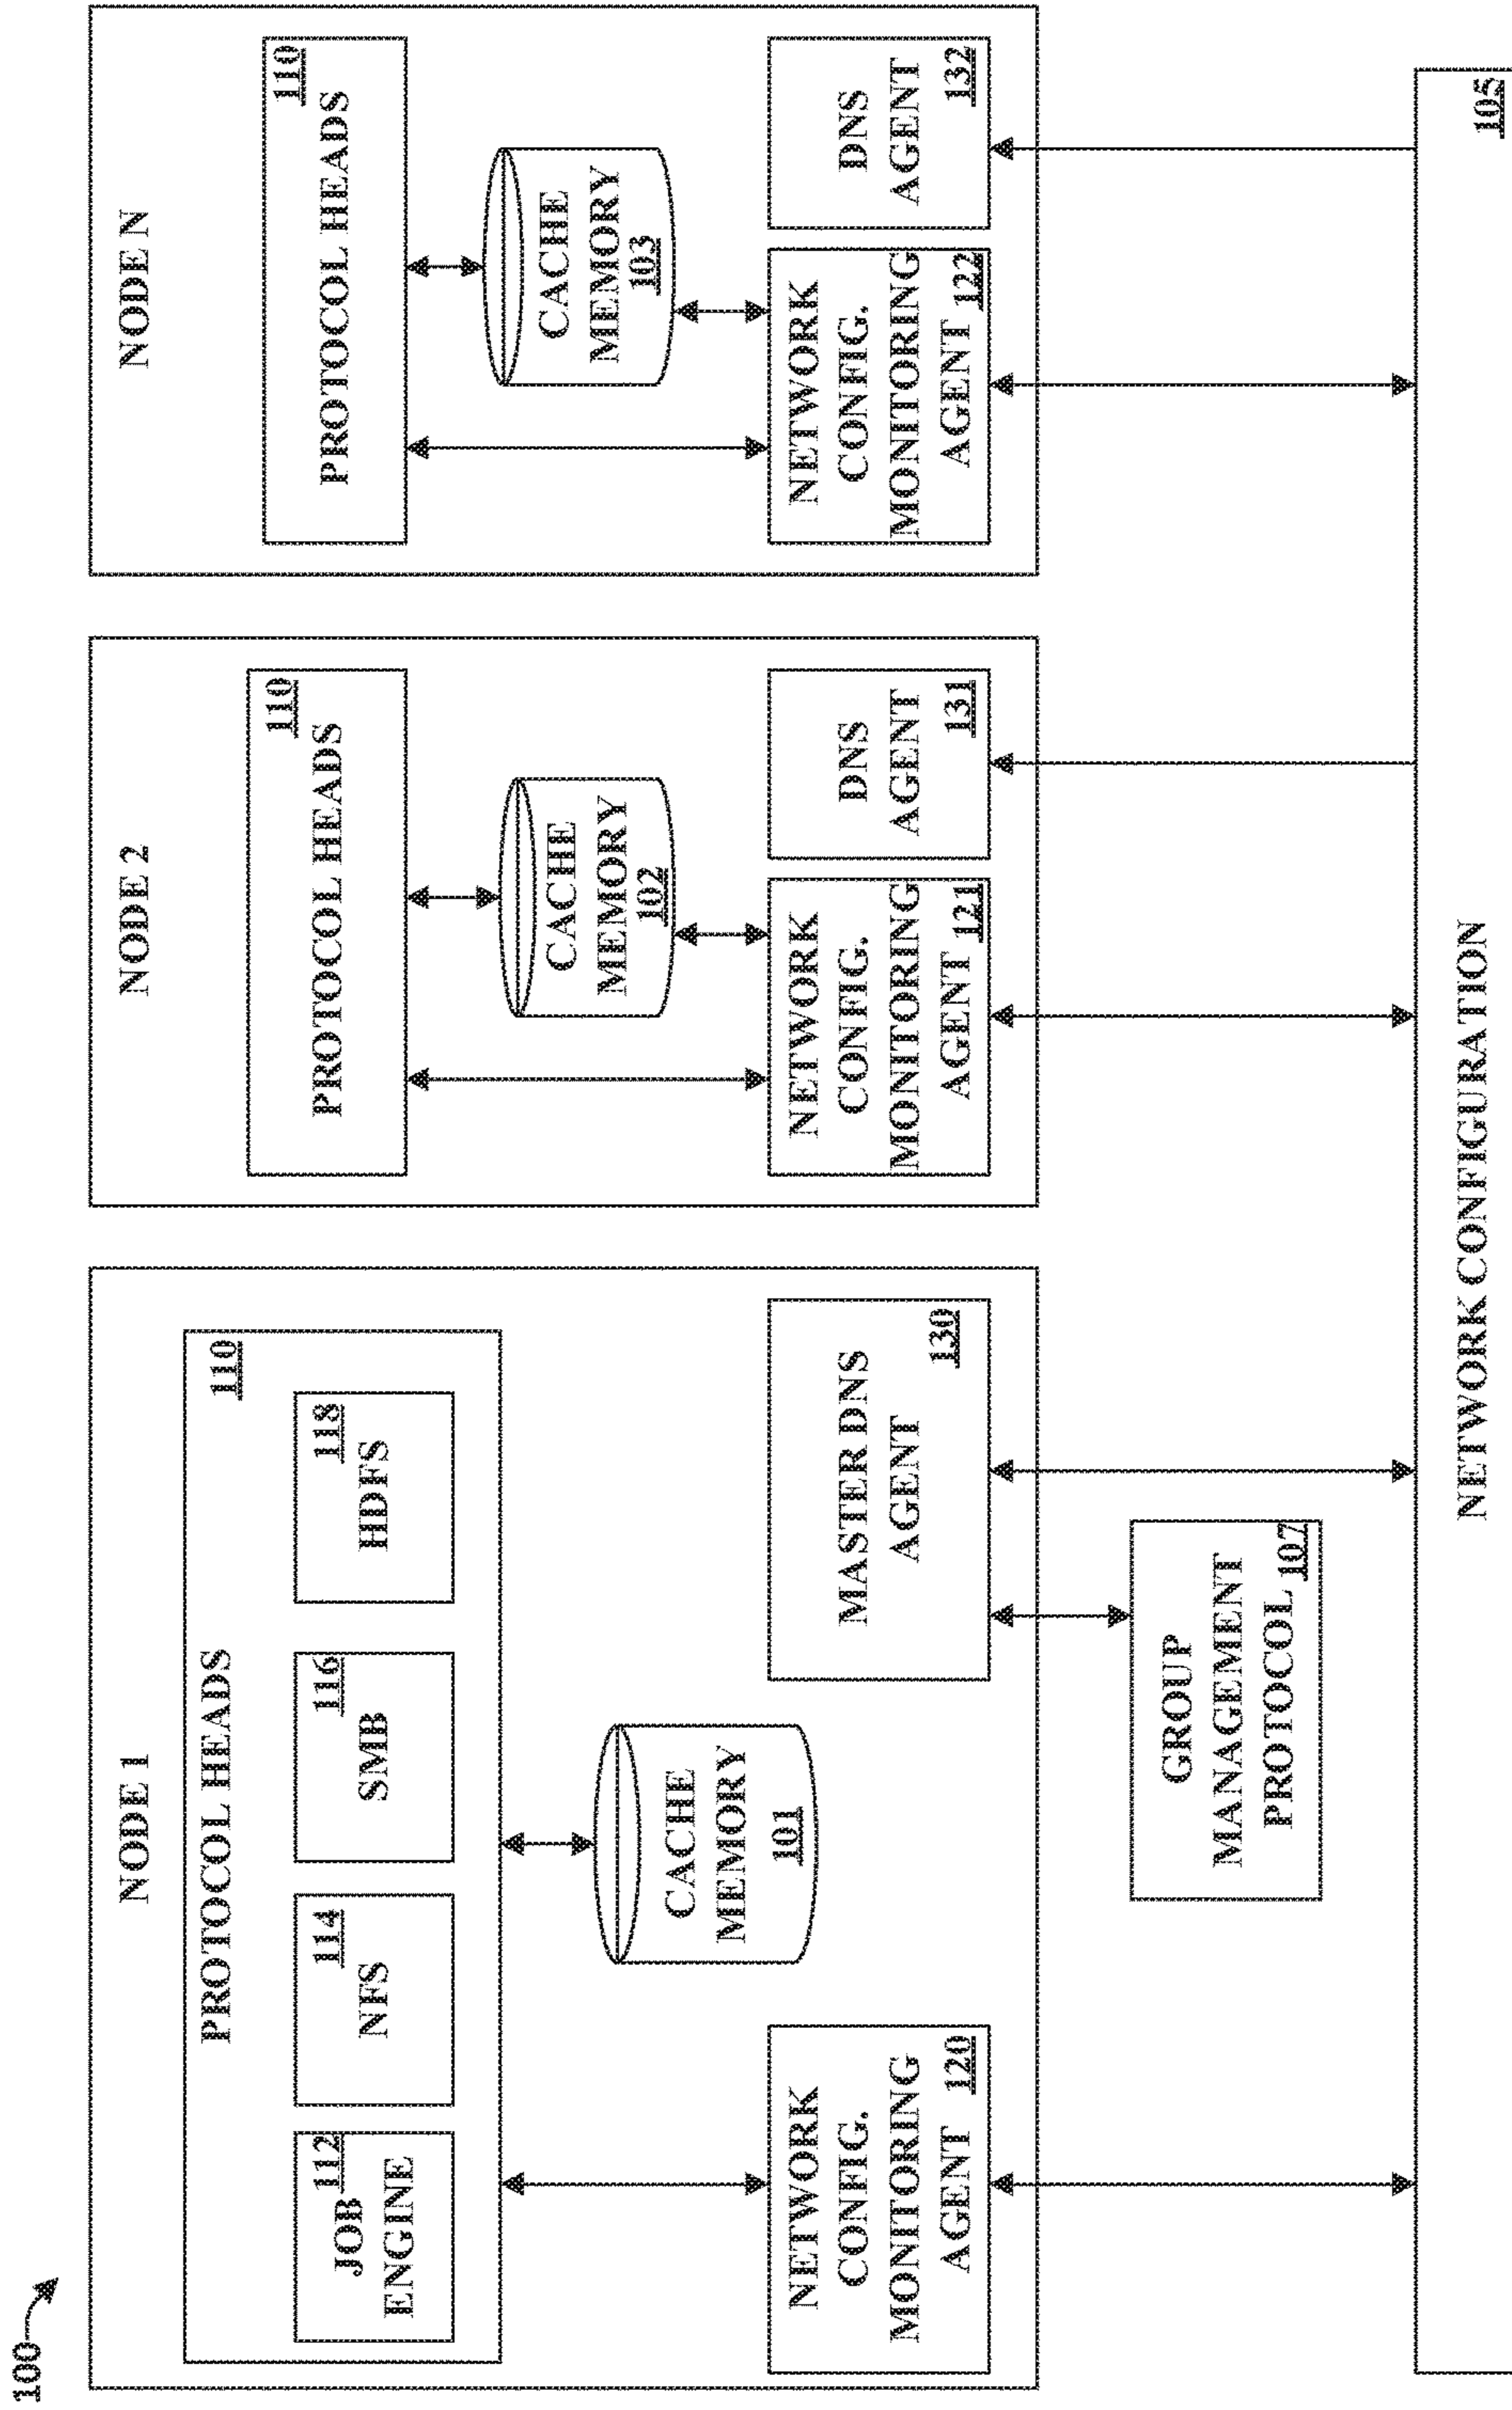 100
NODE 1
PROTOCOL HEADS
110
JOB
ENGINE
112
NFS
114
SMB
116
HDFS
118
CACHE
MEMORY
101
NETWORK
CONFIG.
MONITORING
AGENT
120
MASTER DNS
AGENT
130
GROUP
MANAGEMENT
PROTOCOL
107
NODE 2
110
PROTOCOL HEADS
CACHE
MEMORY
102
NETWORK
CONFIG.
MONITORING
AGENT
121
DNS
AGENT
131
NODE N
110
PROTOCOL HEADS
CACHE
MEMORY
103
NETWORK
CONFIG.
MONITORING
AGENT
122
DNS
AGENT
132
NETWORK CONFIGURATION
105